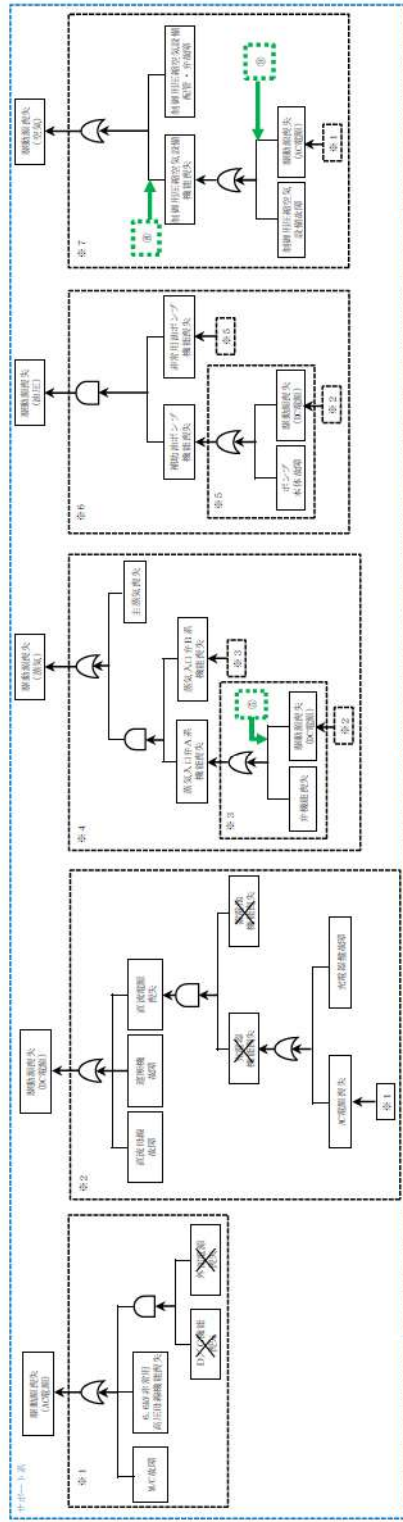 サポート系
駆動源喪失
(AC電源)
※1
M/C故障
6.6kV非常用
高圧母線機能喪失
D/G機能
喪失
外部電源
喪失
駆動源喪失
(DC電源)
※2
直流母線故障
遮断機
故障
直流電源
喪失
充電器
機能喪失
蓄電池
機能喪失
AC電源喪失
充電器盤故障
※1
駆動源喪失
(蒸気)
※4
主蒸気喪失
蒸気入口弁A系
機能喪失
蒸気入口弁B系
機能喪失
※3
※3
⑤
弁機能喪失
駆動源喪失
(DC電源)
※2
駆動源喪失
(油圧)
※6
補助油ポンプ
機能喪失
非常用油ポンプ
機能喪失
※5
※5
ポンプ
本体故障
駆動源喪失
(DC電源)
※2
駆動源喪失
(空気)
※7
制御用圧縮空気設備
機能喪失
制御用圧縮空気設備
配管・弁故障
⑧
制御用圧縮空気
設備故障
駆動源喪失
(AC電源)
※1